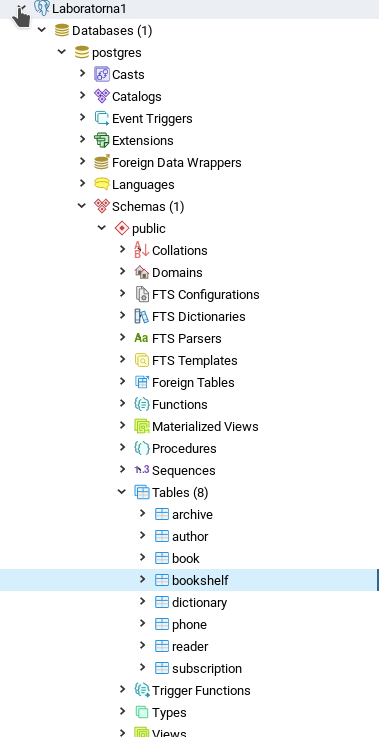 Laboratorna1
Databases (1)
postgres
Casts
Catalogs
Event Triggers
Extensions
Foreign Data Wrappers
Languages
Schemas (1)
public
Collations
Domains
FTS Configurations
FTS Dictionaries
FTS Parsers
FTS Templates
Foreign Tables
Functions
Materialized Views
Procedures
Sequences
Tables (8)
archive
author
book
bookshelf
dictionary
phone
reader
subscription
Trigger Functions
Types
Views